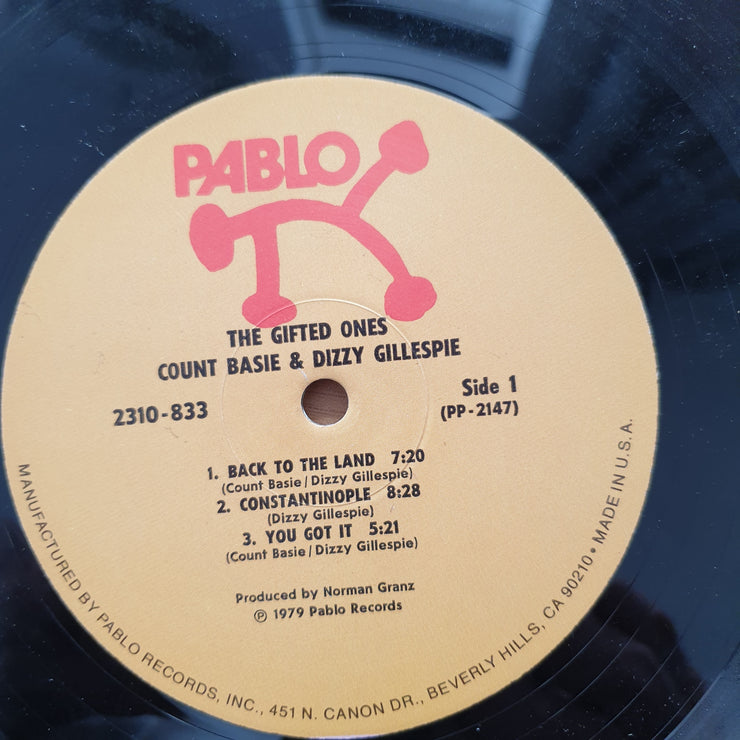 PABLO
THE GIFTED ONES
COUNT BASIE & DIZZY GILLESPIE
2310-833
Side 1
(PP-2147)
1. BACK TO THE LAND 7:20
(Count Basie/Dizzy Gillespie)
2. CONSTANTINOPLE 8:28
(Dizzy Gillespie)
3. YOU GOT IT 5:21
(Count Basie/Dizzy Gillespie)
Produced by Norman Granz
℗ 1979 Pablo Records
MANUFACTURED BY PABLO RECORDS, INC., 451 N. CANON DR., BEVERLY HILLS, CA 90210 • MADE IN U.S.A.